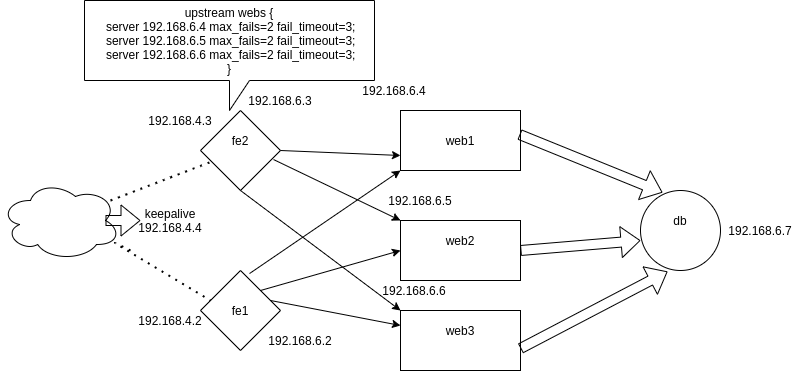 upstream webs {
server 192.168.6.4 max_fails=2 fail_timeout=3;
server 192.168.6.5 max_fails=2 fail_timeout=3;
server 192.168.6.6 max_fails=2 fail_timeout=3;
}
192.168.6.3
192.168.6.4
192.168.4.3
fe2
web1
192.168.6.5
keepalive
192.168.4.4
web2
db
192.168.6.7
192.168.6.6
fe1
192.168.4.2
web3
192.168.6.2